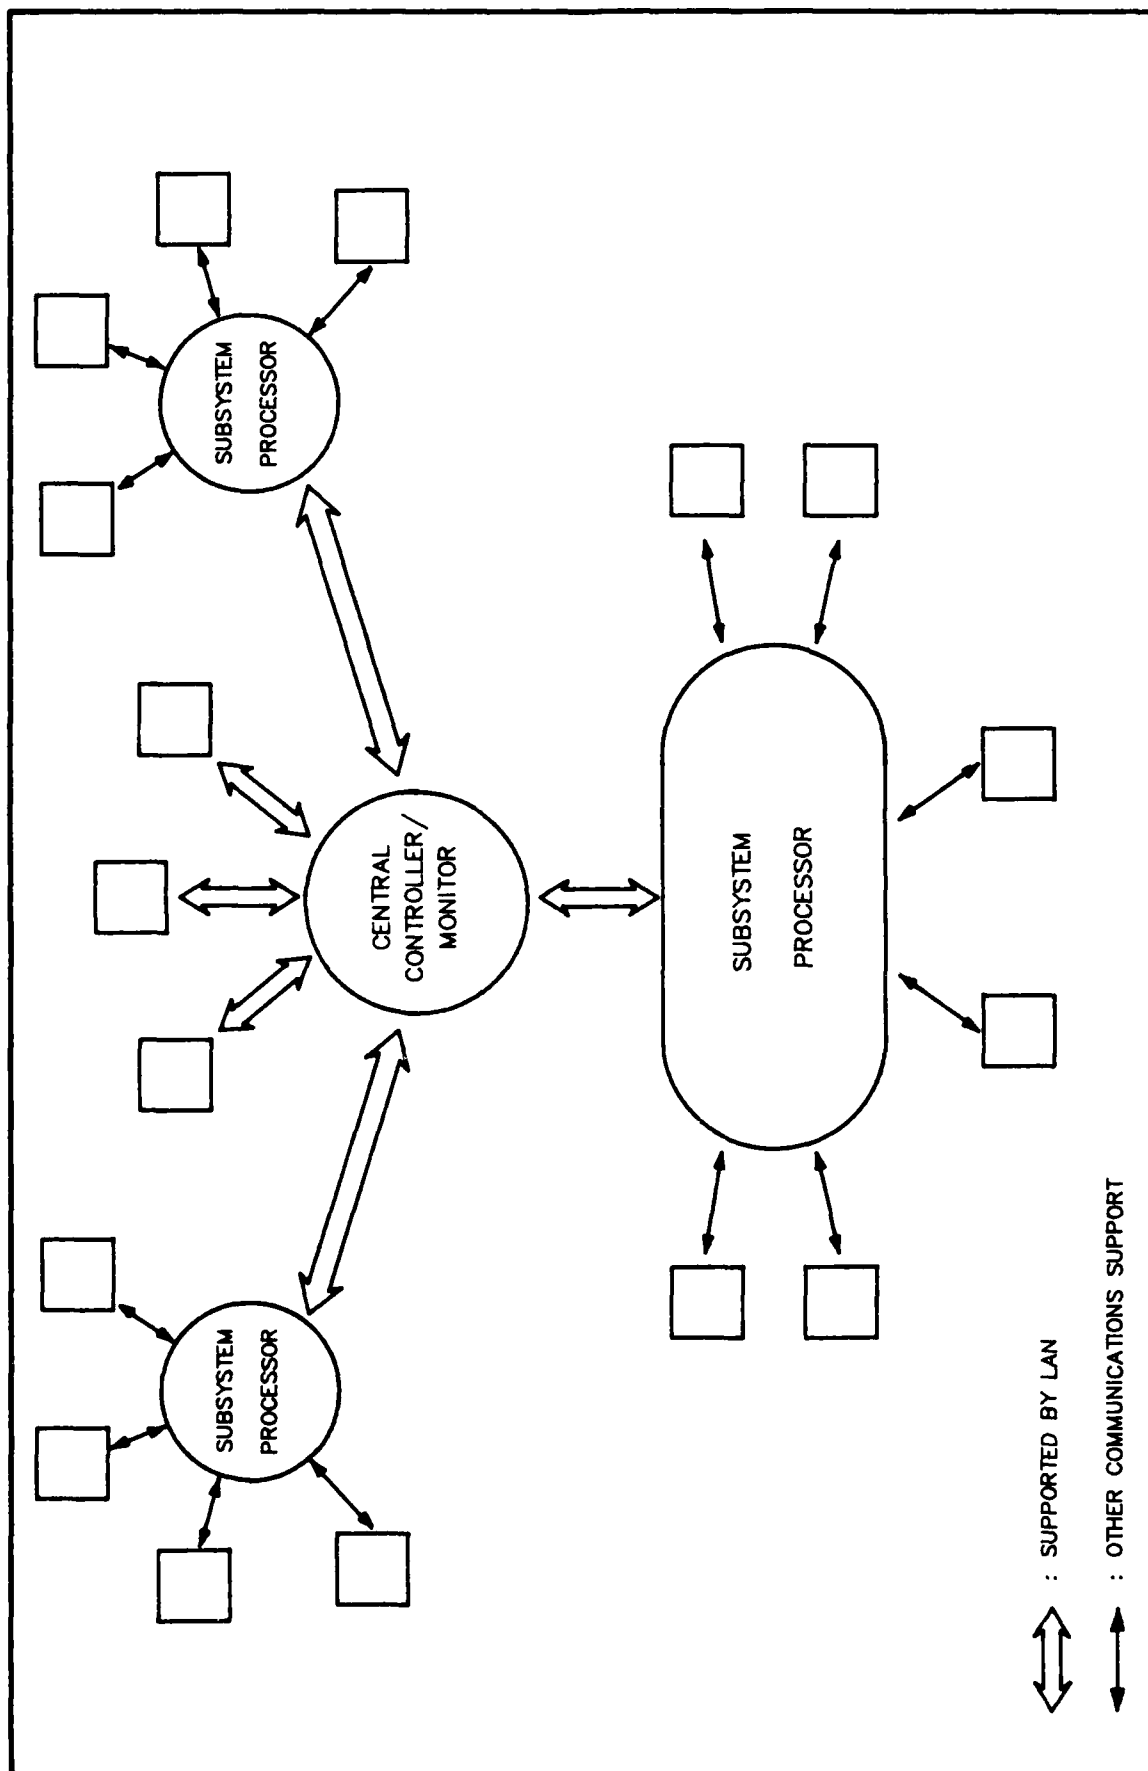 SUBSYSTEM
PROCESSOR
CENTRAL
CONTROLLER/
MONITOR
SUBSYSTEM
PROCESSOR
SUBSYSTEM
PROCESSOR
: SUPPORTED BY LAN
: OTHER COMMUNICATIONS SUPPORT